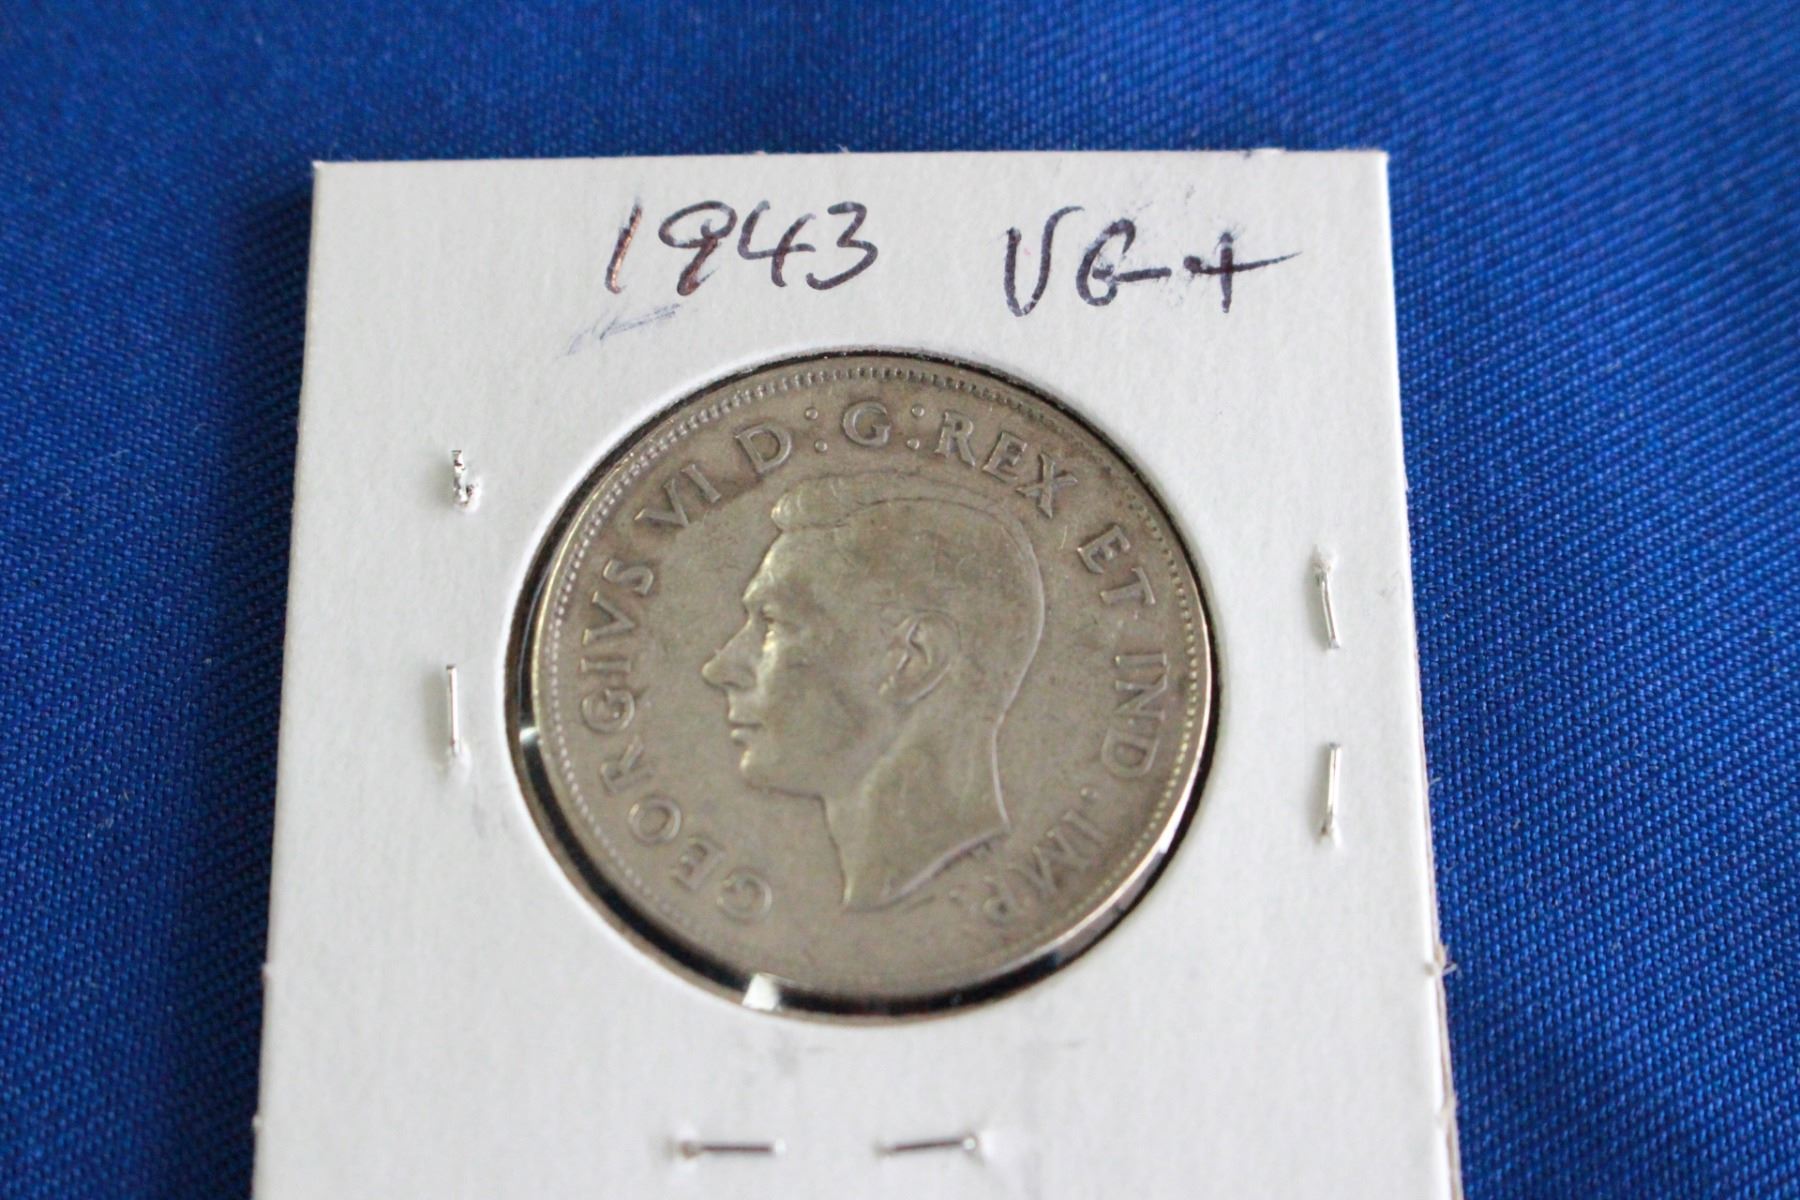 1943 VG+
GEORGIVS VI D:G:REX ET IND·IMP: